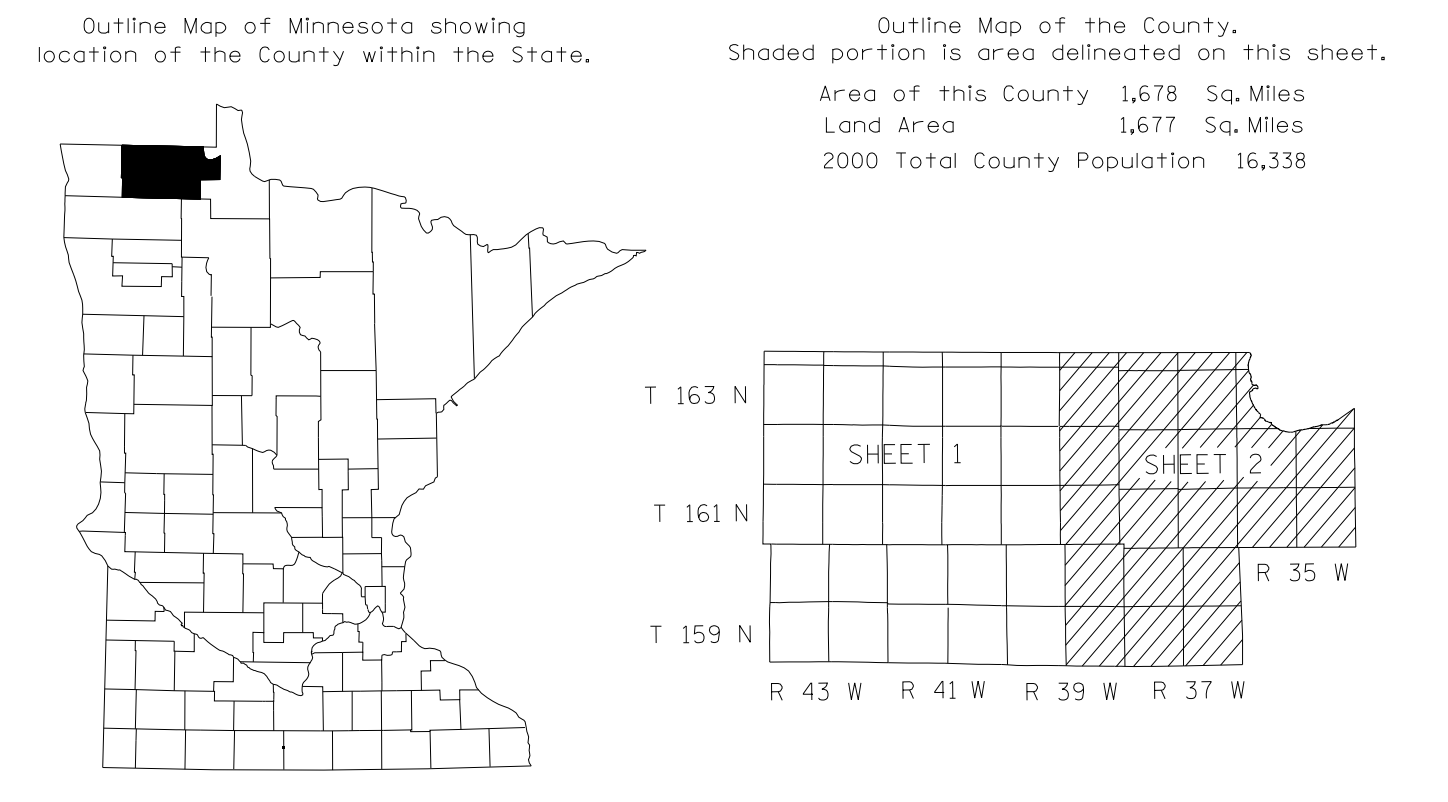 Outline Map of Minnesota showing
location of the County within the State.
Outline Map of the County.
Shaded portion is area delineated on this sheet.
Area of this County 1,678 Sq. Miles
Land Area 1,677 Sq. Miles
2000 Total County Population 16,338
T 163 N
SHEET 1
SHEET 2
T 161 N
R 35 W
T 159 N
R 43 W R 41 W R 39 W R 37 W